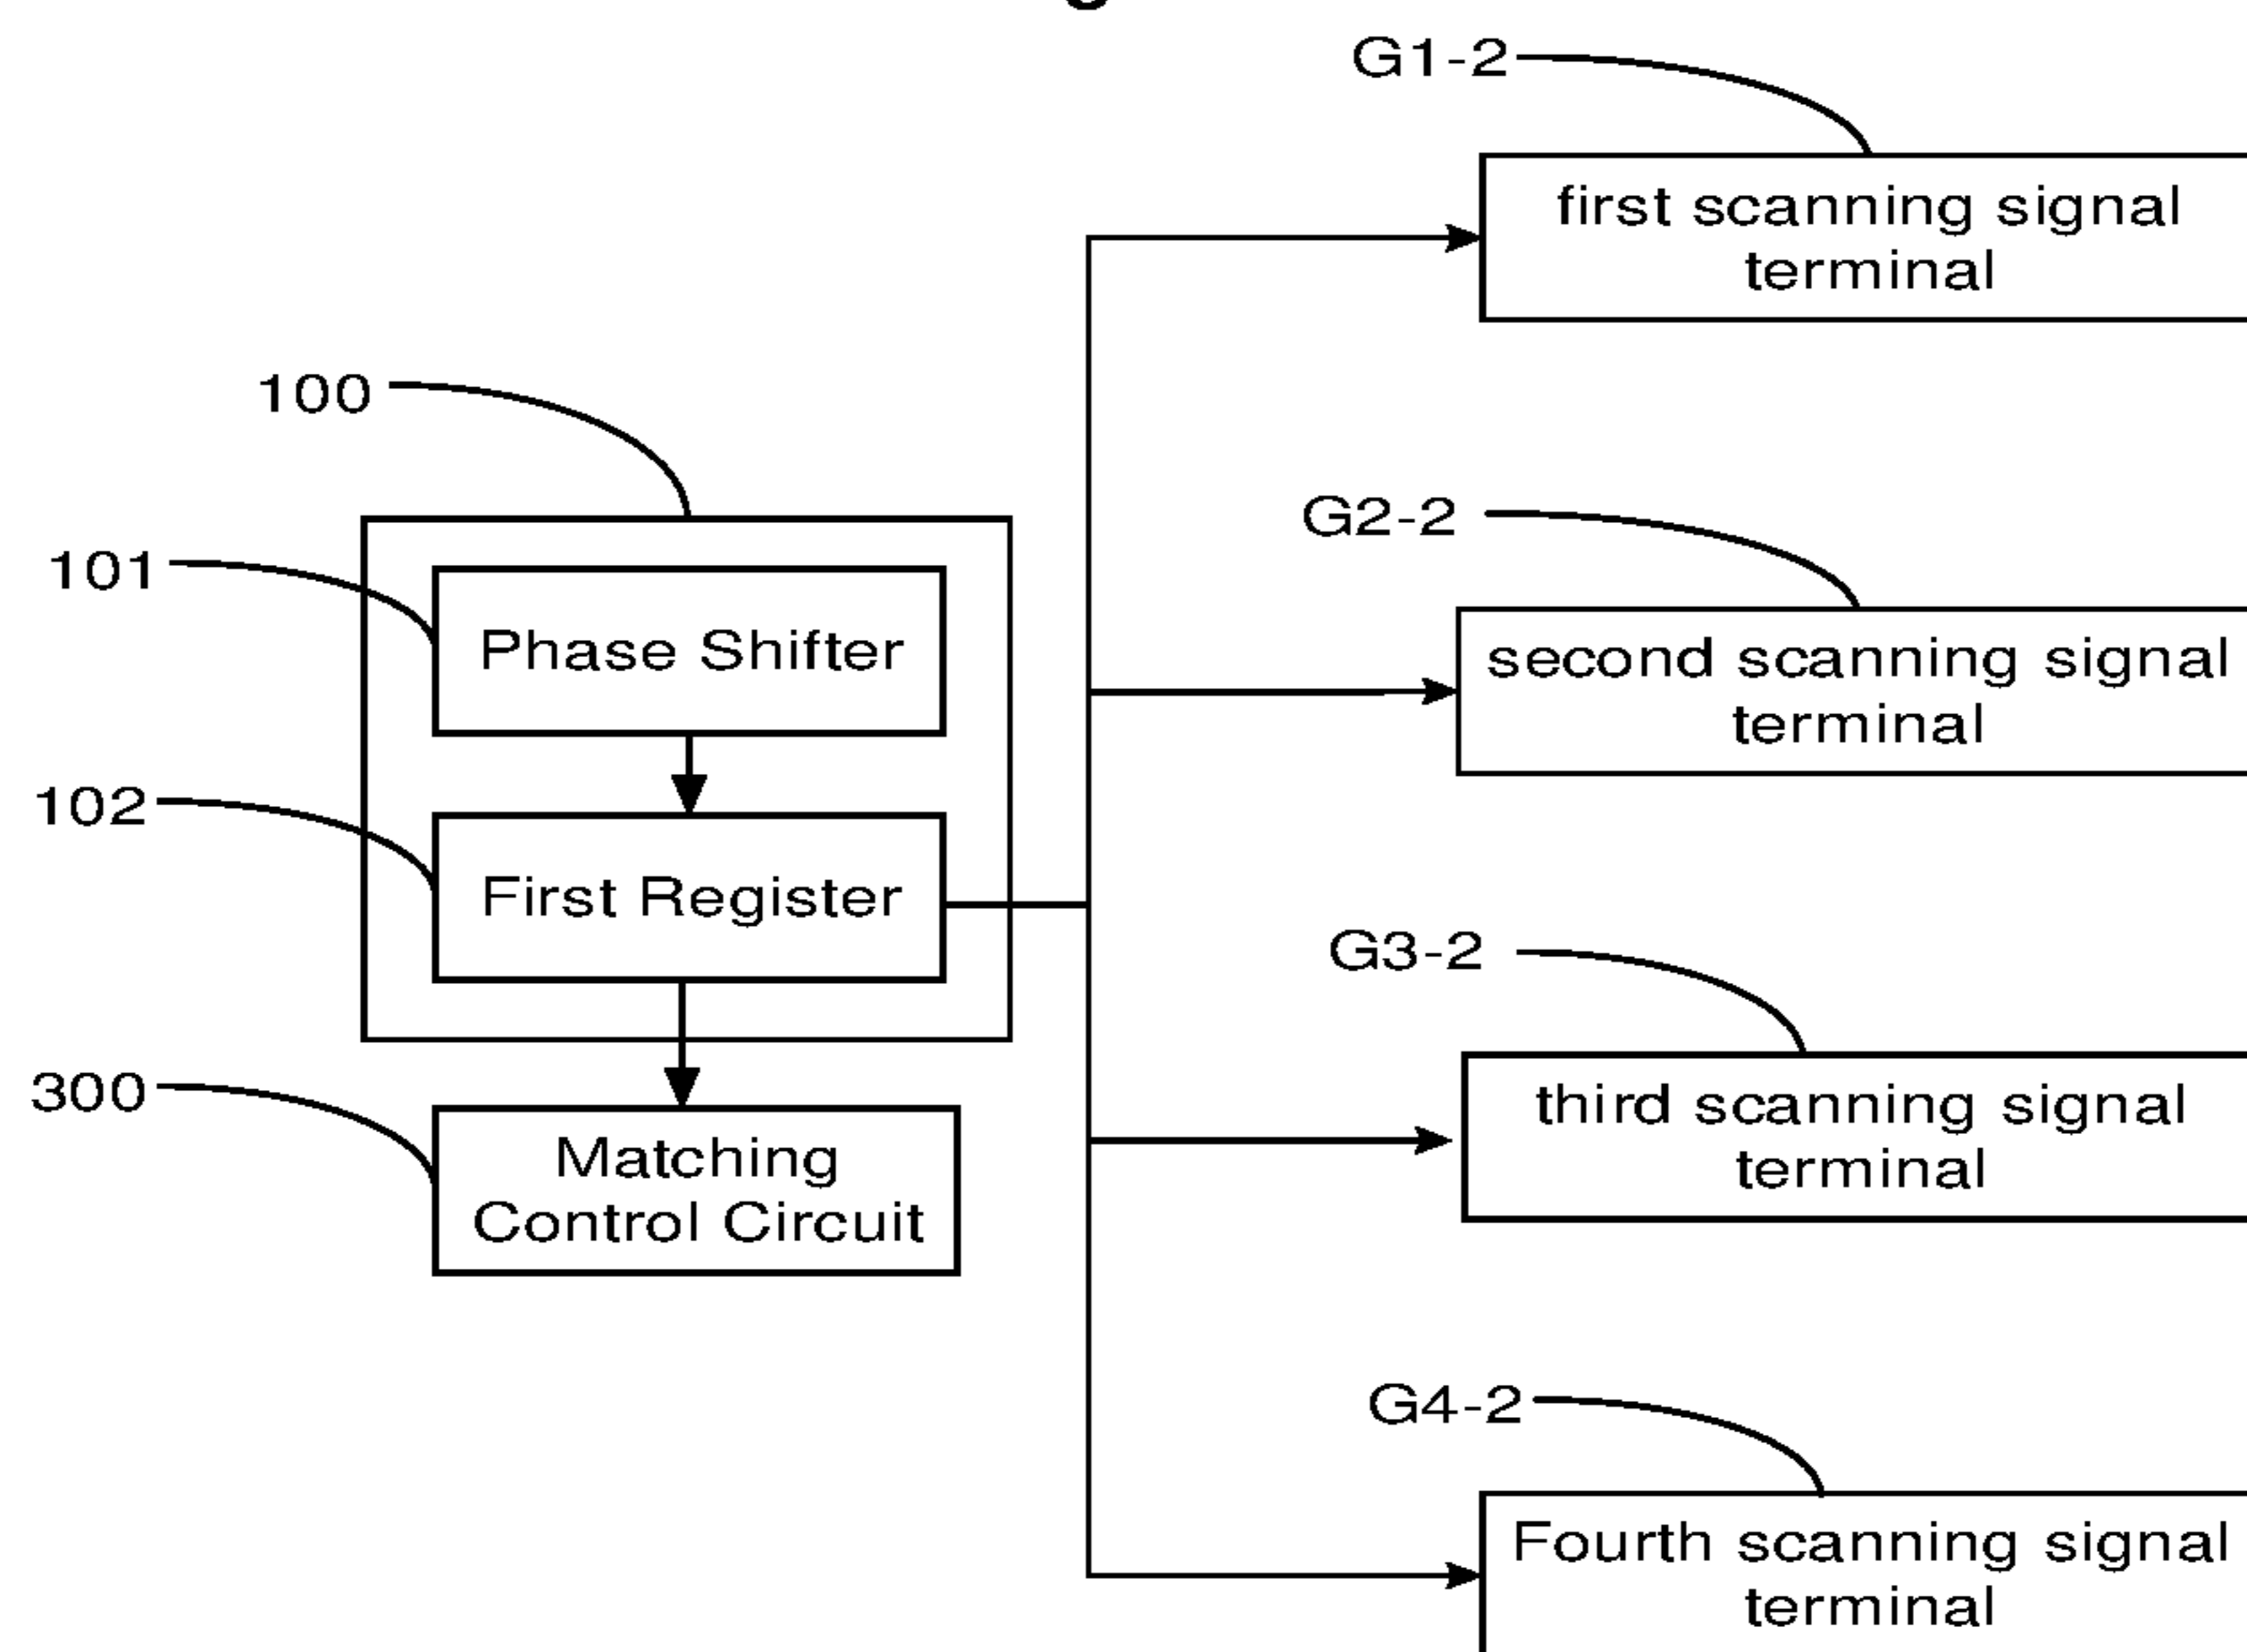 G1-2
first scanning signal
terminal
100
G2-2
101
Phase Shifter
second scanning signal
terminal
102
First Register
G3-2
300
third scanning signal
terminal
Matching
Control Circuit
G4-2
Fourth scanning signal
terminal